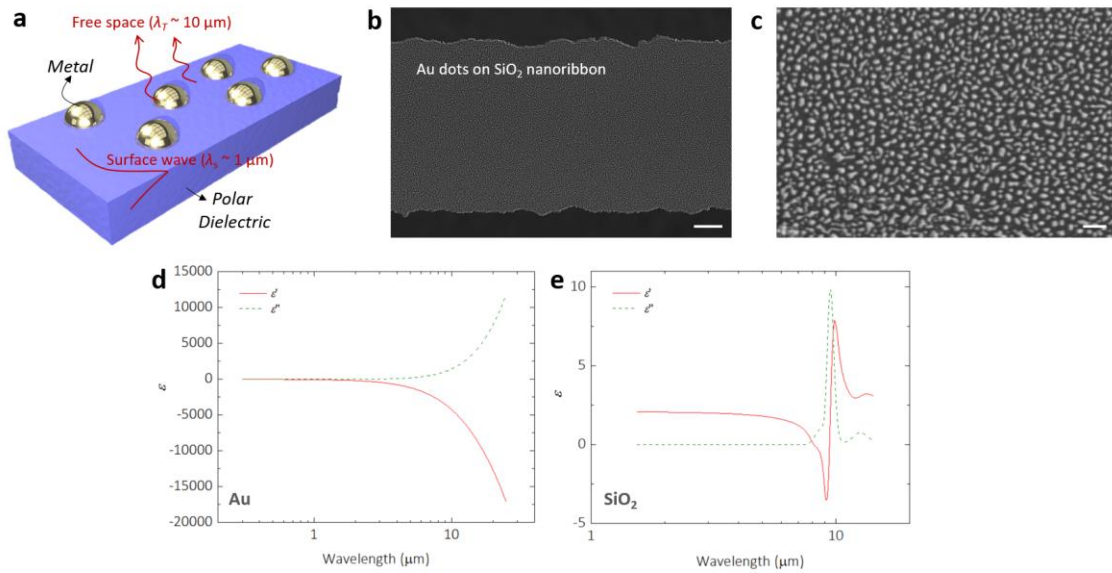 a
Free space (λT ~ 10 μm)
Metal
Surface wave (λs ~ 1 μm)
Polar
Dielectric
b
Au dots on SiO2 nanoribbon
c
d
15000
10000
5000
0
-5000
-10000
-15000
-20000
ε
ε'
ε"
Au
1
10
Wavelength (μm)
e
10
5
0
-5
ε
ε'
ε"
SiO2
1
10
Wavelength (μm)